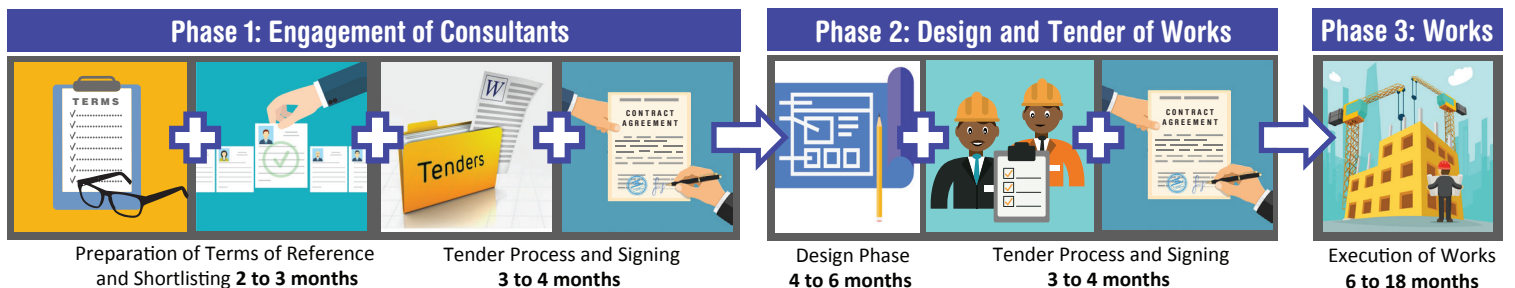 Phase 1: Engagement of Consultants
TERMS
W
Tenders
CONTRACT
AGREEMENT
Preparation of Terms of Reference
and Shortlisting 2 to 3 months
Tender Process and Signing
3 to 4 months
Phase 2: Design and Tender of Works
CONTRACT
AGREEMENT
Design Phase
4 to 6 months
Tender Process and Signing
3 to 4 months
Phase 3: Works
Execution of Works
6 to 18 months